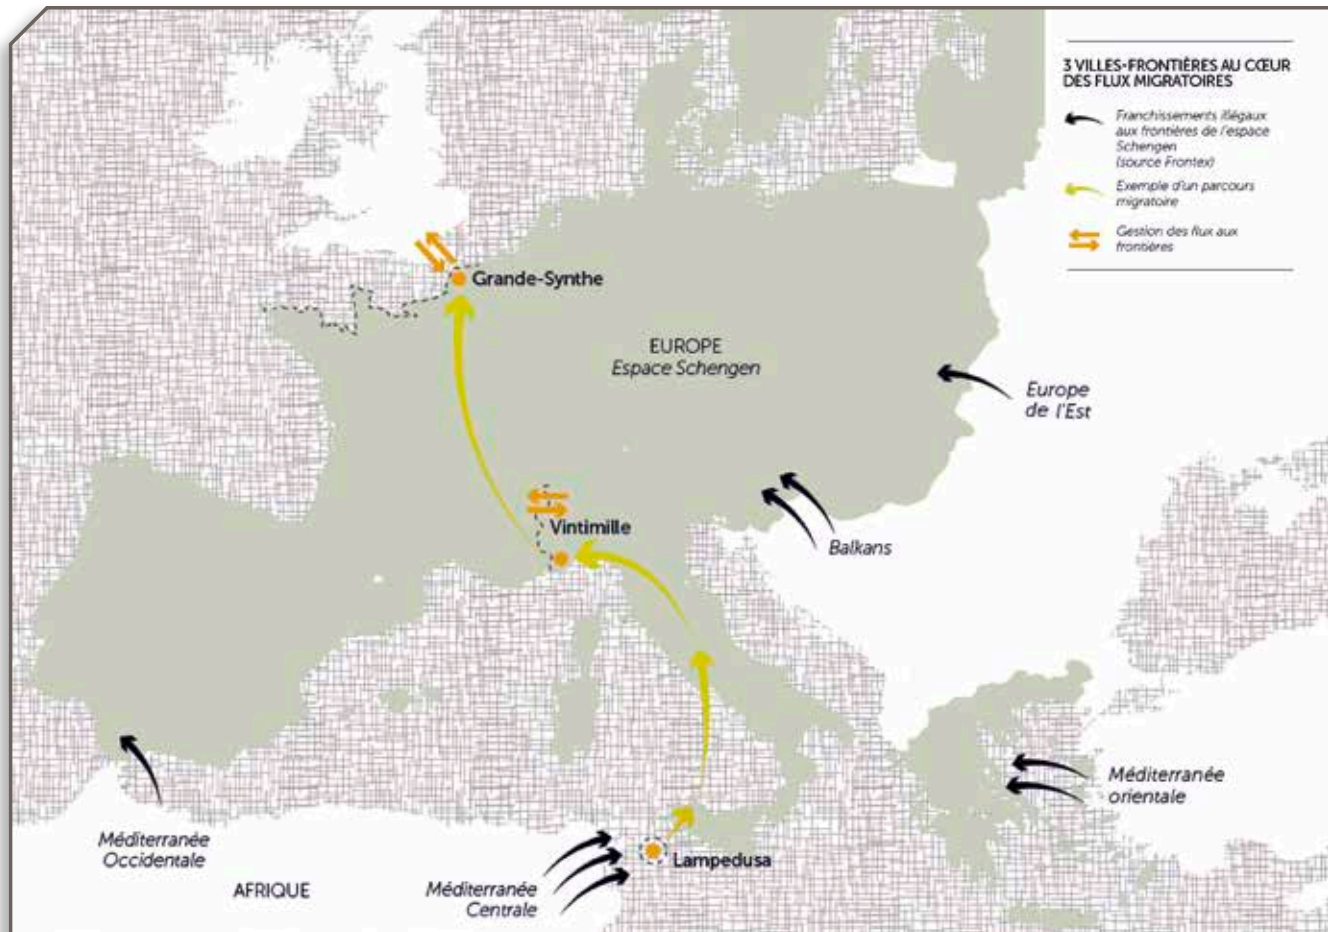 3 VILLES-FRONTIÈRES AU CŒUR
DES FLUX MIGRATOIRES
Franchissements illégaux
aux frontières de l'espace
Schengen
(source Frontex)
Exemple d'un parcours
migratoire
Gestion des flux aux
frontières
Grande-Synthe
EUROPE
Espace Schengen
Europe
de l'Est
Vintimille
Balkans
Méditerranée
orientale
Méditerranée
Occidentale
Lampedusa
AFRIQUE
Méditerranée
Centrale